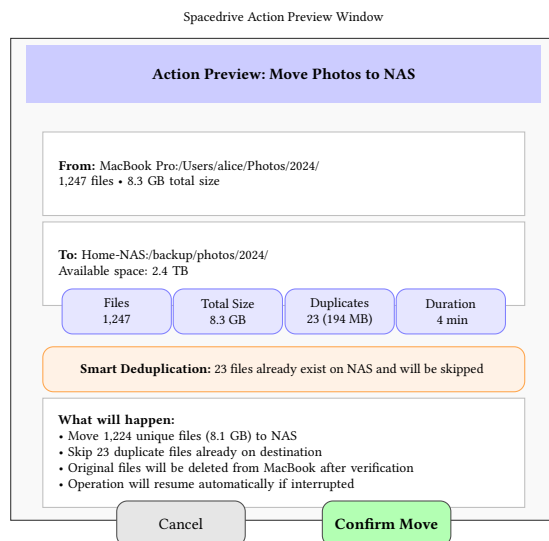 Spacedrive Action Preview Window
Action Preview: Move Photos to NAS
From: MacBook Pro:/Users/alice/Photos/2024/
1,247 files • 8.3 GB total size
To: Home-NAS:/backup/photos/2024/
Available space: 2.4 TB
Files
1,247
Total Size
8.3 GB
Duplicates
23 (194 MB)
Duration
4 min
Smart Deduplication: 23 files already exist on NAS and will be skipped
What will happen:
• Move 1,224 unique files (8.1 GB) to NAS
• Skip 23 duplicate files already on destination
• Original files will be deleted from MacBook after verification
• Operation will resume automatically if interrupted
Cancel
Confirm Move